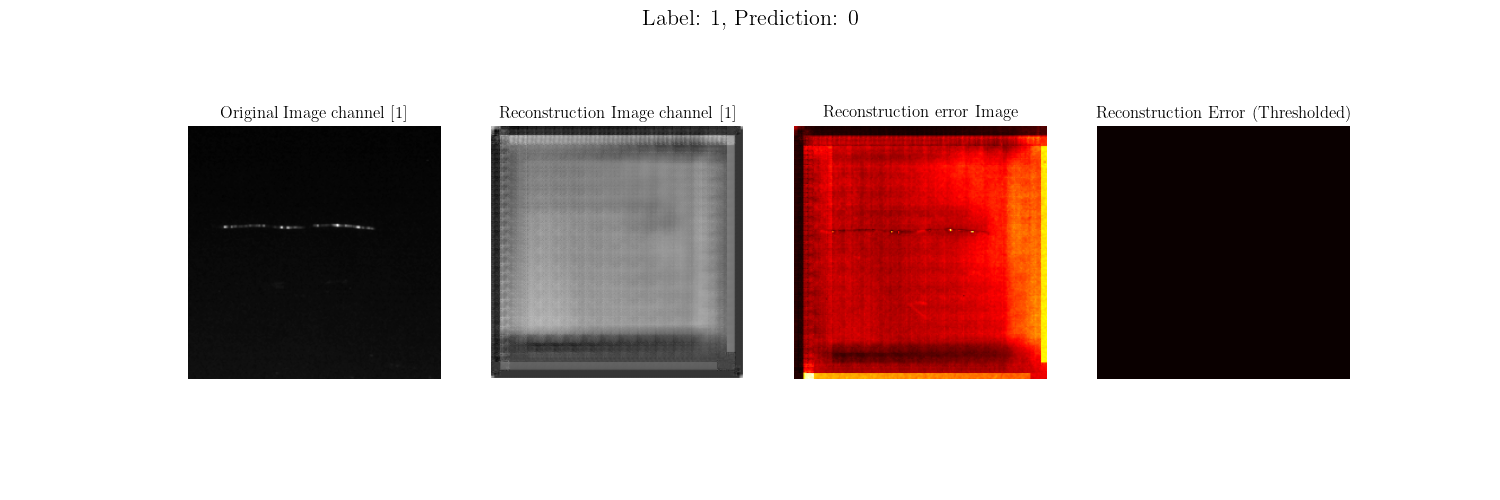 Label: 1, Prediction: 0
Original Image channel [1]
Reconstruction Image channel [1]
Reconstruction error Image
Reconstruction Error (Thresholded)